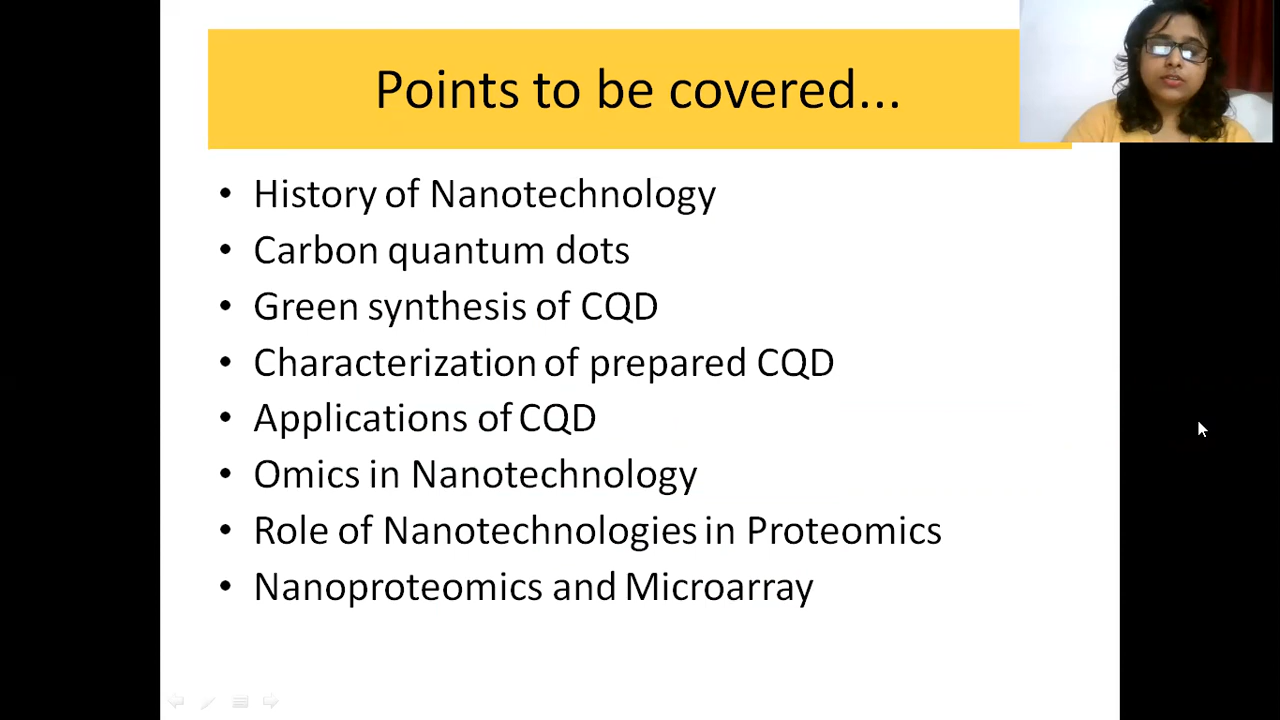 Points to be covered...
• History of Nanotechnology
• Carbon quantum dots
• Green synthesis of CQD
• Characterization of prepared CQD
• Applications of CQD
• Omics in Nanotechnology
• Role of Nanotechnologies in Proteomics
• Nanoproteomics and Microarray